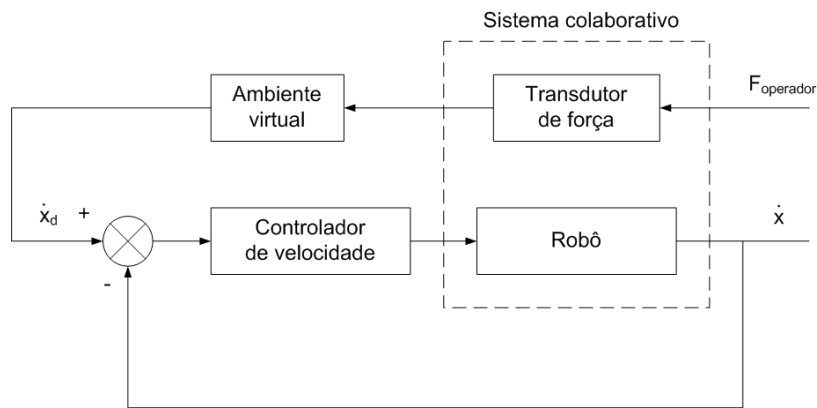 Sistema colaborativo
Ambiente
virtual
Transdutor
de força
Foperador
ẋd
+
-
Controlador
de velocidade
Robô
ẋ